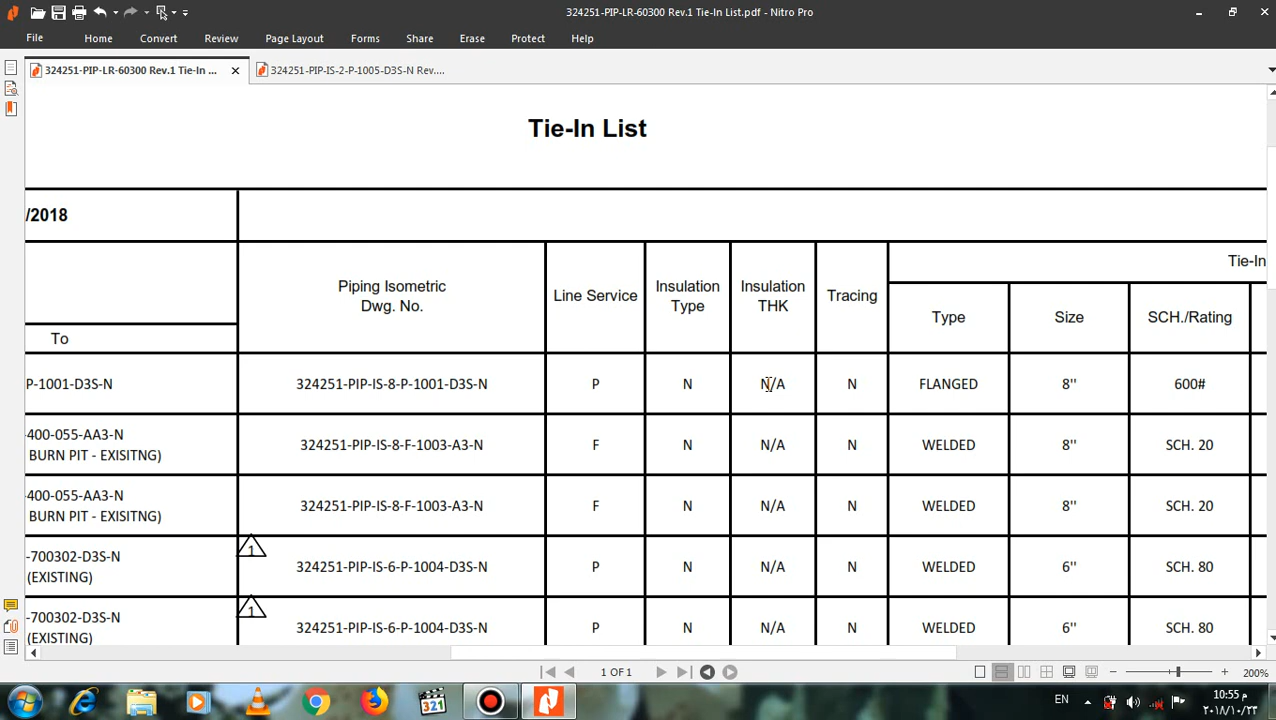 324251-PIP-LR-60300 Rev.1 Tie-In List.pdf - Nitro Pro
File Home Convert Review Page Layout Forms Share Erase Protect Help
324251-PIP-LR-60300 Rev.1 Tie-In ... 324251-PIP-IS-2-P-1005-D3S-N Rev....
Tie-In List
/2018
Tie-In
Piping Isometric
Dwg. No.
Line Service
Insulation
Type
Insulation
THK
Tracing
Type Size SCH./Rating
To
P-1001-D3S-N 324251-PIP-IS-8-P-1001-D3S-N P N N/A N FLANGED 8'' 600#
-400-055-AA3-N
BURN PIT - EXISITNG) 324251-PIP-IS-8-F-1003-A3-N F N N/A N WELDED 8'' SCH. 20
-400-055-AA3-N
BURN PIT - EXISITNG) 324251-PIP-IS-8-F-1003-A3-N F N N/A N WELDED 8'' SCH. 20
1
-700302-D3S-N
(EXISTING) 324251-PIP-IS-6-P-1004-D3S-N P N N/A N WELDED 6'' SCH. 80
1
-700302-D3S-N
(EXISTING) 324251-PIP-IS-6-P-1004-D3S-N P N N/A N WELDED 6'' SCH. 80
1 OF 1 200%
321
EN
10:55 م
٢٠١٨/١٠/٢٣